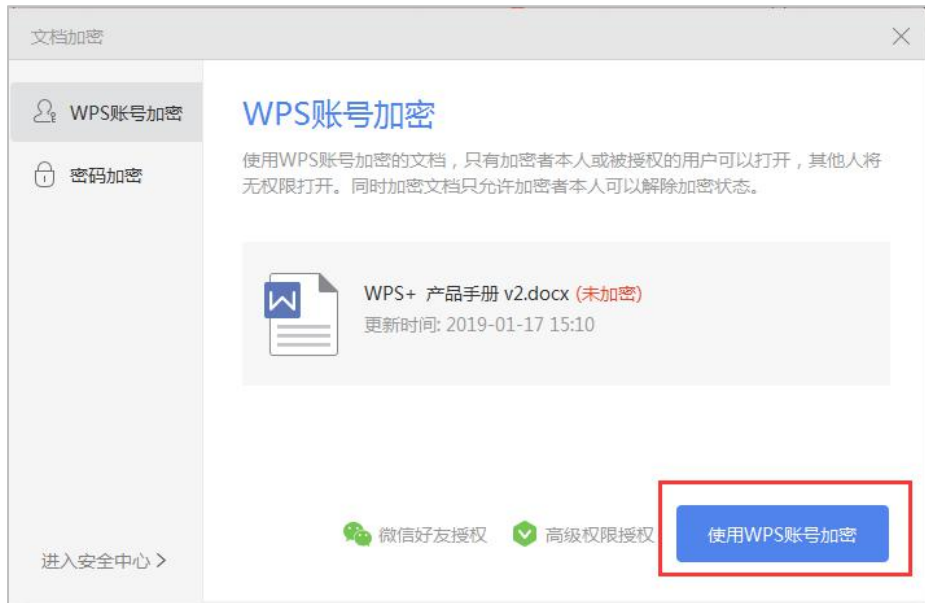 文档加密
WPS账号加密
密码加密
WPS账号加密
使用WPS账号加密的文档，只有加密者本人或被授权的用户可以打开，其他人将
无权限打开。同时加密文档只允许加密者本人可以解除加密状态。
WPS+ 产品手册 v2.docx (未加密)
更新时间: 2019-01-17 15:10
微信好友授权 高级权限授权 使用WPS账号加密
进入安全中心 >